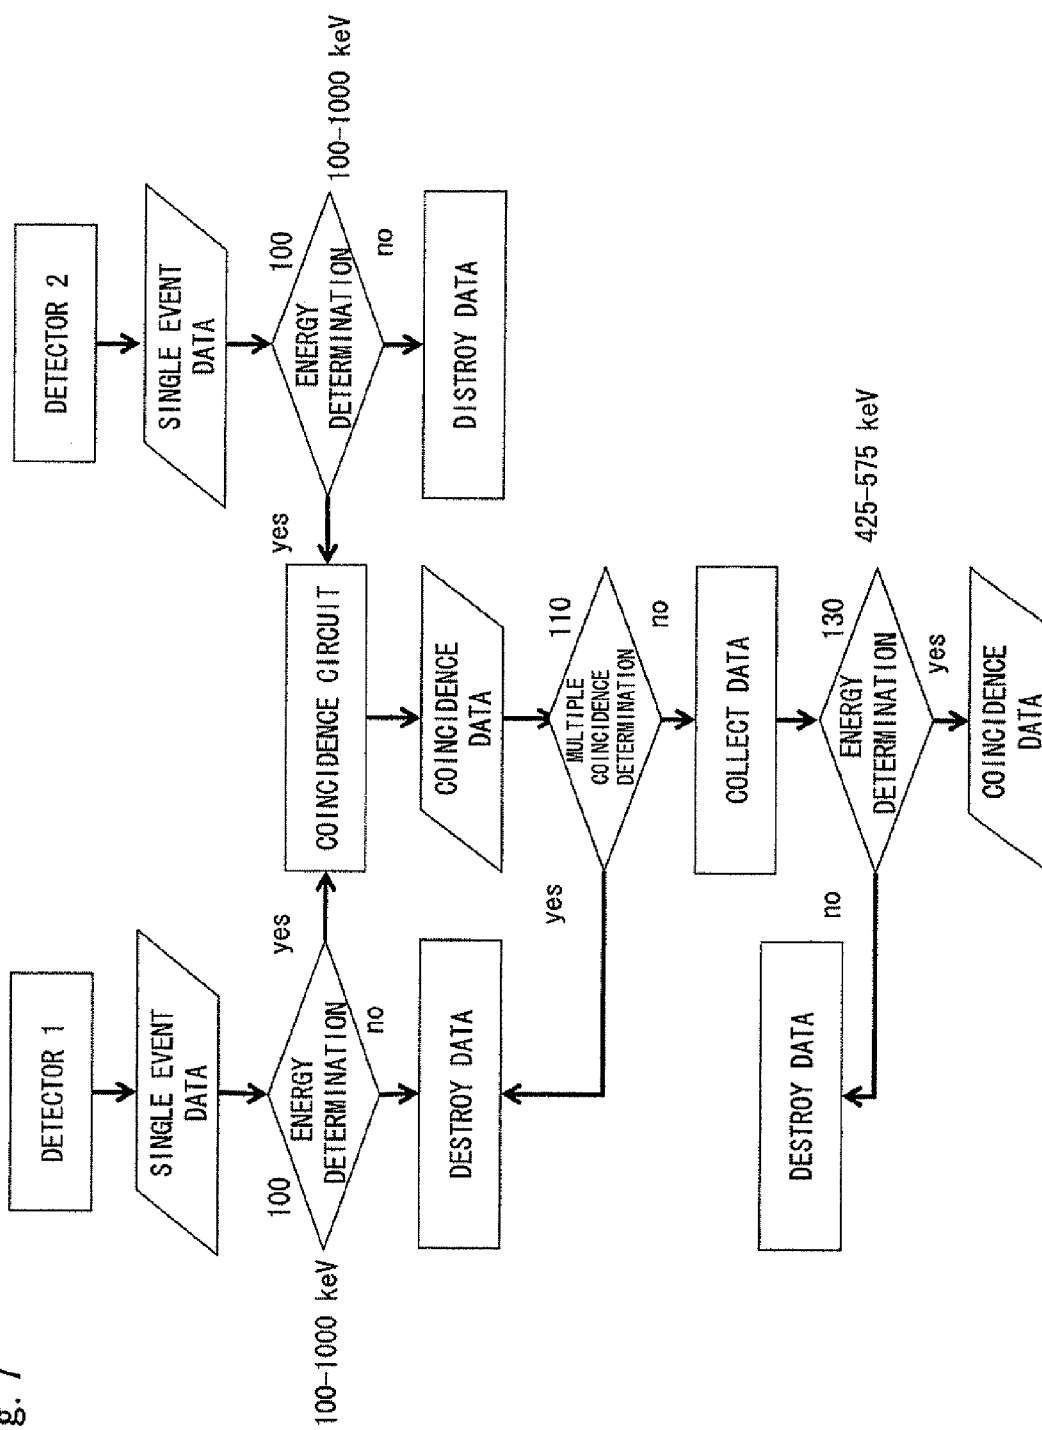 g. 7
DETECTOR 1
DETECTOR 2
SINGLE EVENT
DATA
SINGLE EVENT
DATA
100-1000 keV
100
ENERGY
DETERMINATION
yes
no
COINCIDENCE CIRCUIT
yes
100
ENERGY
DETERMINATION
no
100-1000 keV
DESTROY DATA
COINCIDENCE
DATA
DISTROY DATA
yes
MULTIPLE
COINCIDENCE
DETERMINATION
110
no
COLLECT DATA
DESTROY DATA
no
ENERGY
DETERMINATION
130
425-575 keV
yes
COINCIDENCE
DATA